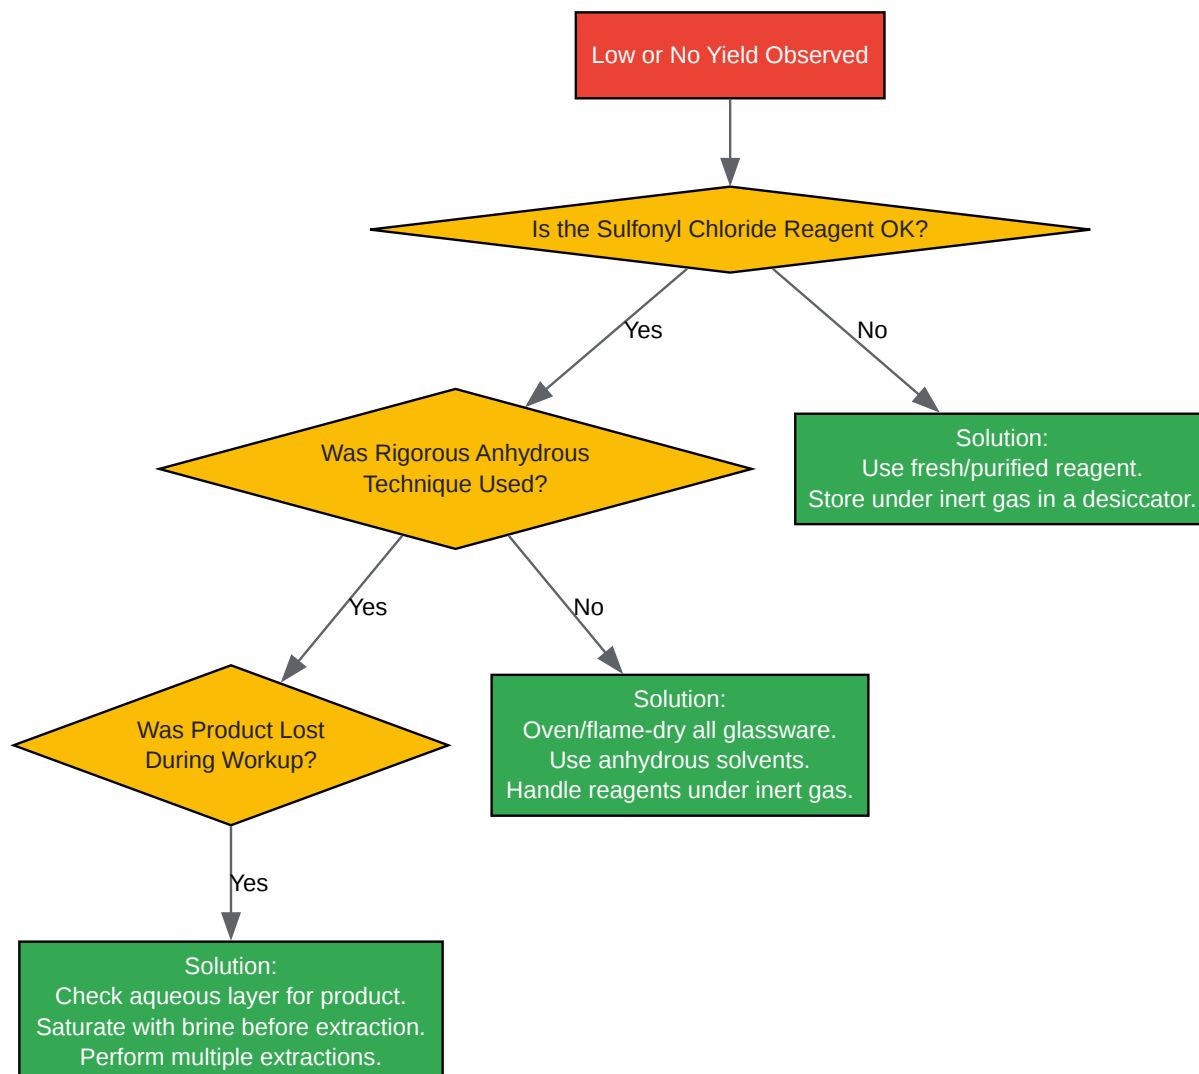 Low or No Yield Observed
Is the Sulfonyl Chloride Reagent OK?
Yes
No
Was Rigorous Anhydrous
Technique Used?
Solution:
Use fresh/purified reagent.
Store under inert gas in a desiccator.
Yes
No
Was Product Lost
During Workup?
Solution:
Oven/flame-dry all glassware.
Use anhydrous solvents.
Handle reagents under inert gas.
Yes
Solution:
Check aqueous layer for product.
Saturate with brine before extraction.
Perform multiple extractions.